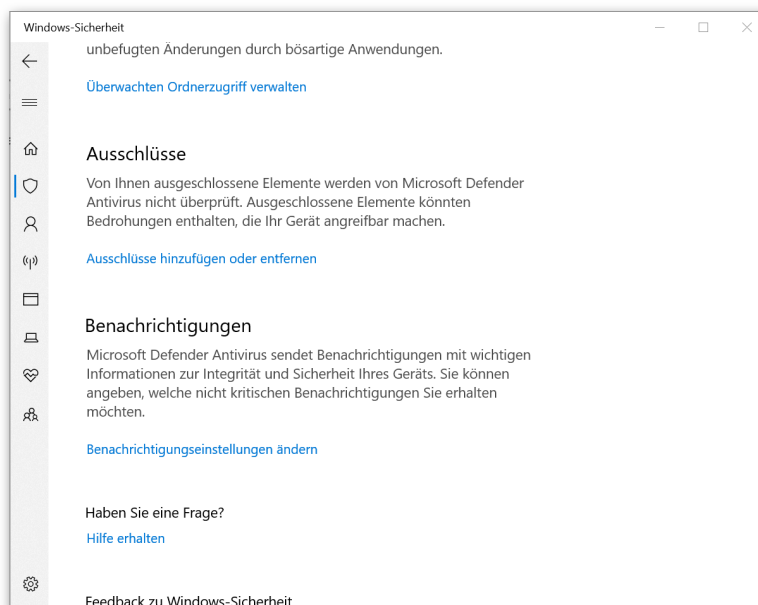 Windows-Sicherheit
unbefugten Änderungen durch bösartige Anwendungen.
Überwachten Ordnerzugriff verwalten
Ausschlüsse
Von Ihnen ausgeschlossene Elemente werden von Microsoft Defender
Antivirus nicht überprüft. Ausgeschlossene Elemente könnten
Bedrohungen enthalten, die Ihr Gerät angreifbar machen.
Ausschlüsse hinzufügen oder entfernen
Benachrichtigungen
Microsoft Defender Antivirus sendet Benachrichtigungen mit wichtigen
Informationen zur Integrität und Sicherheit Ihres Geräts. Sie können
angeben, welche nicht kritischen Benachrichtigungen Sie erhalten
möchten.
Benachrichtigungseinstellungen ändern
Haben Sie eine Frage?
Hilfe erhalten
Feedback zu Windows-Sicherheit